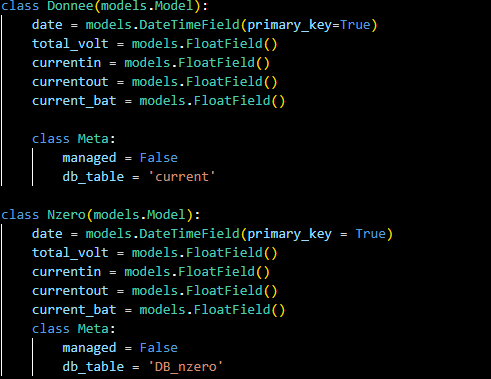 class Donnee(models.Model):
    date = models.DateTimeField(primary_key=True)
    total_volt = models.FloatField()
    currentin = models.FloatField()
    currentout = models.FloatField()
    current_bat = models.FloatField()

    class Meta:
        managed = False
        db_table = 'current'

class Nzero(models.Model):
    date = models.DateTimeField(primary_key = True)
    total_volt = models.FloatField()
    currentin = models.FloatField()
    currentout = models.FloatField()
    current_bat = models.FloatField()
    class Meta:
        managed = False
        db_table = 'DB_nzero'